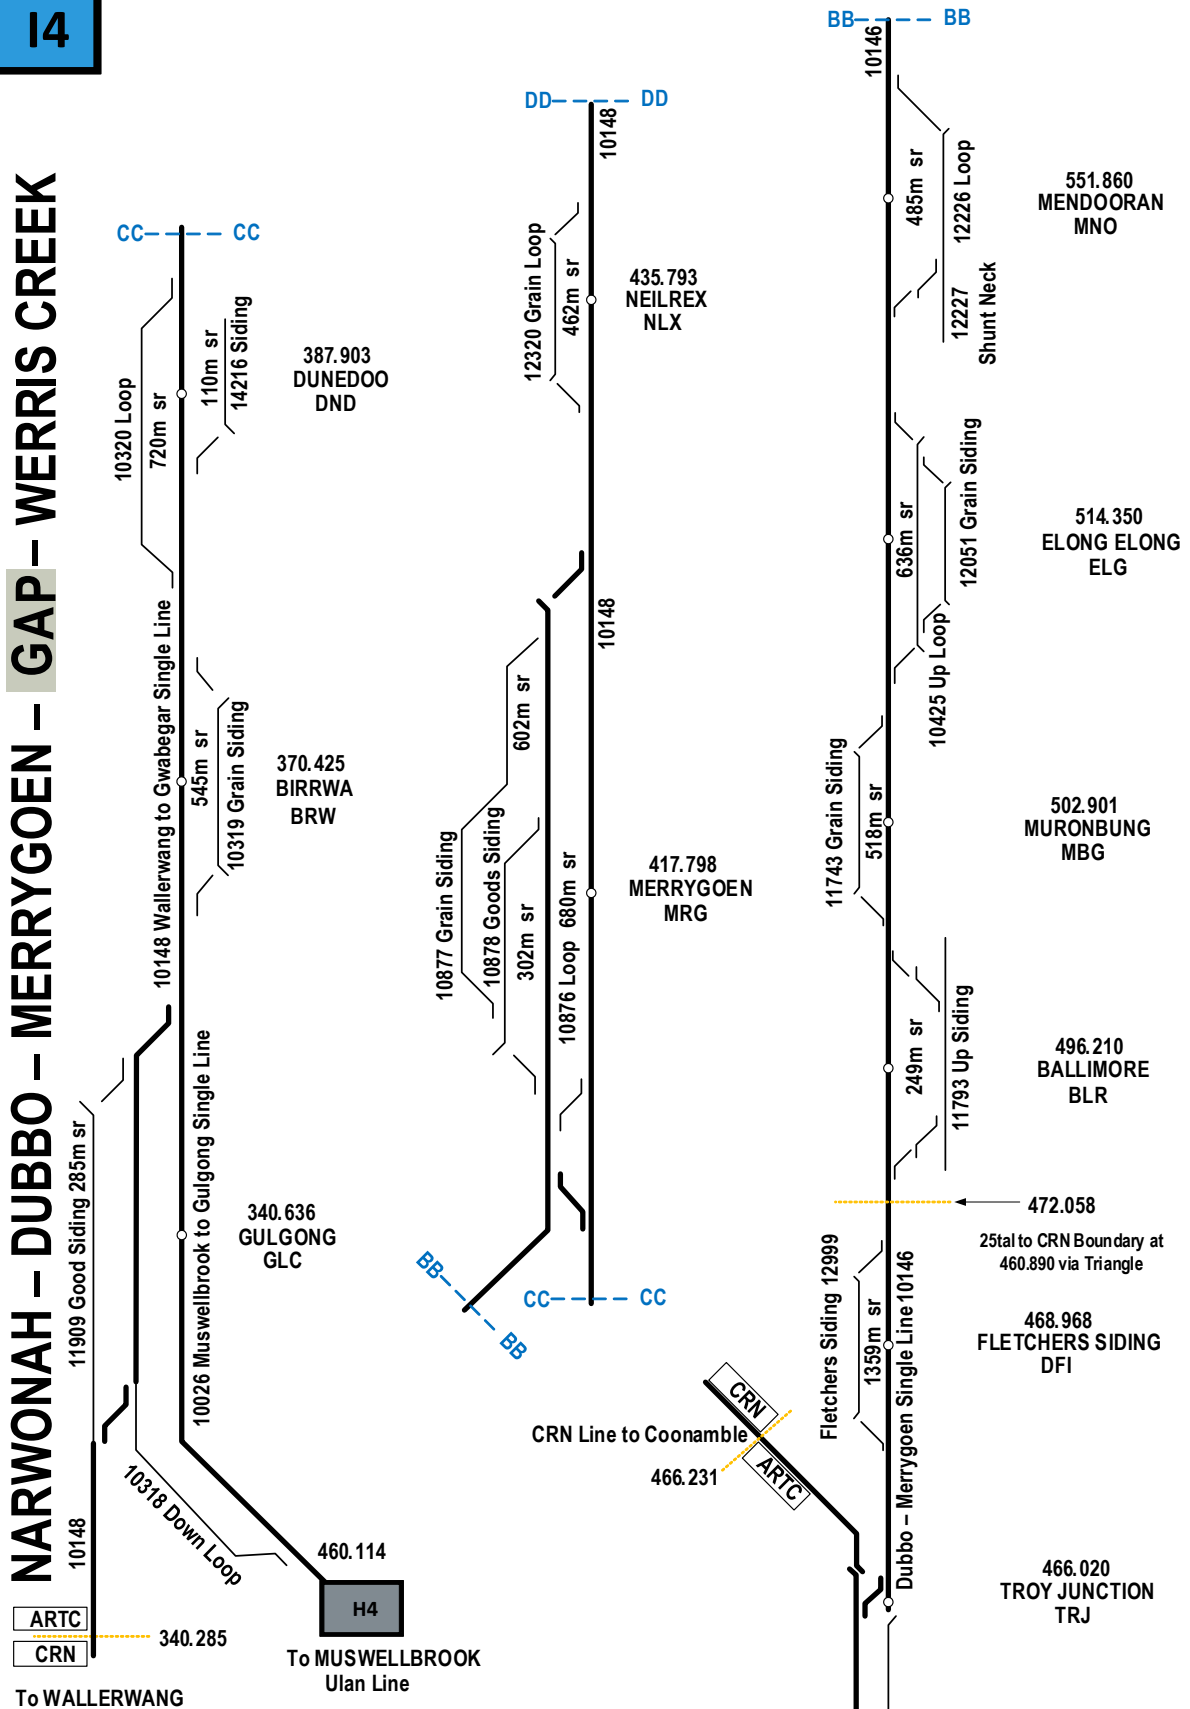 I4
NARWONAH – DUBBO – MERRYGOEN – GAP – WERRIS CREEK
CC CC
10320 Loop
720m sr
110m sr
14216 Siding
387.903
DUNEDOO
DND
10148 Wallerwang to Gwabegar Single Line
545m sr
10319 Grain Siding
370.425
BIRRWA
BRW
11909 Good Siding 285m sr
10026 Muswellbrook to Gulgong Single Line
340.636
GULGONG
GLC
10148
10318 Down Loop
460.114
H4
ARTC
CRN
340.285
To MUSWELLBROOK
Ulan Line
To WALLERWANG
DD DD
10148
12320 Grain Loop
462m sr
435.793
NEILREX
NLX
10148
602m sr
10877 Grain Siding
10878 Goods Siding
302m sr
10876 Loop 680m sr
417.798
MERRYGOEN
MRG
BB
BB
CC CC
BB BB
10146
485m sr
12226 Loop
12227
Shunt Neck
551.860
MENDOORAN
MNO
636m sr
12051 Grain Siding
10425 Up Loop
514.350
ELONG ELONG
ELG
11743 Grain Siding
518m sr
502.901
MURONBUNG
MBG
249m sr
11793 Up Siding
496.210
BALLIMORE
BLR
472.058
25tal to CRN Boundary at
460.890 via Triangle
Fletchers Siding 12999
1359m sr
Dubbo – Merrygoen Single Line 10146
468.968
FLETCHERS SIDING
DFI
CRN
ARTC
CRN Line to Coonamble
466.231
466.020
TROY JUNCTION
TRJ